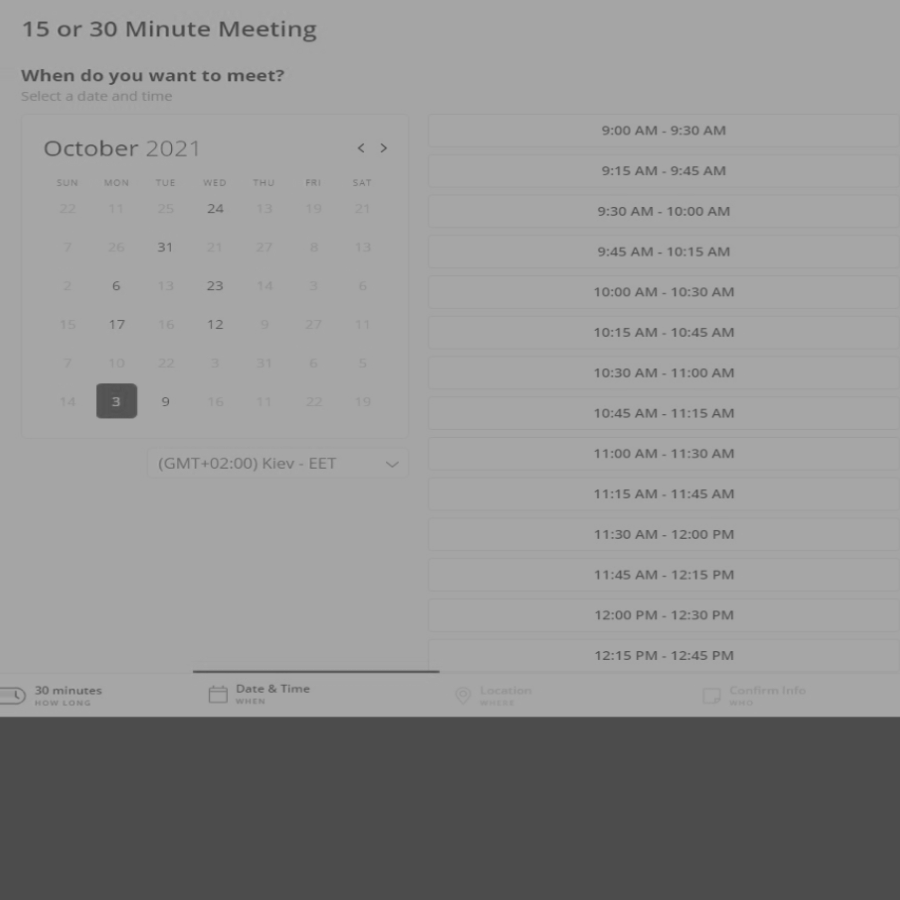 15 or 30 Minute Meeting
When do you want to meet?
Select a date and time
October 2021
SUN MON TUE WED THU FRI SAT
22 11 25 24 13 19 21
7 26 31 21 27 8 13
2 6 13 23 14 3 6
15 17 16 12 9 27 11
7 10 22 3 31 6 5
14 3 9 16 11 22 19
(GMT+02:00) Kiev - EET
9:00 AM - 9:30 AM
9:15 AM - 9:45 AM
9:30 AM - 10:00 AM
9:45 AM - 10:15 AM
10:00 AM - 10:30 AM
10:15 AM - 10:45 AM
10:30 AM - 11:00 AM
10:45 AM - 11:15 AM
11:00 AM - 11:30 AM
11:15 AM - 11:45 AM
11:30 AM - 12:00 PM
11:45 AM - 12:15 PM
12:00 PM - 12:30 PM
12:15 PM - 12:45 PM
30 minutes
HOW LONG
Date & Time
WHEN
Location
WHERE
Confirm Info
WHO